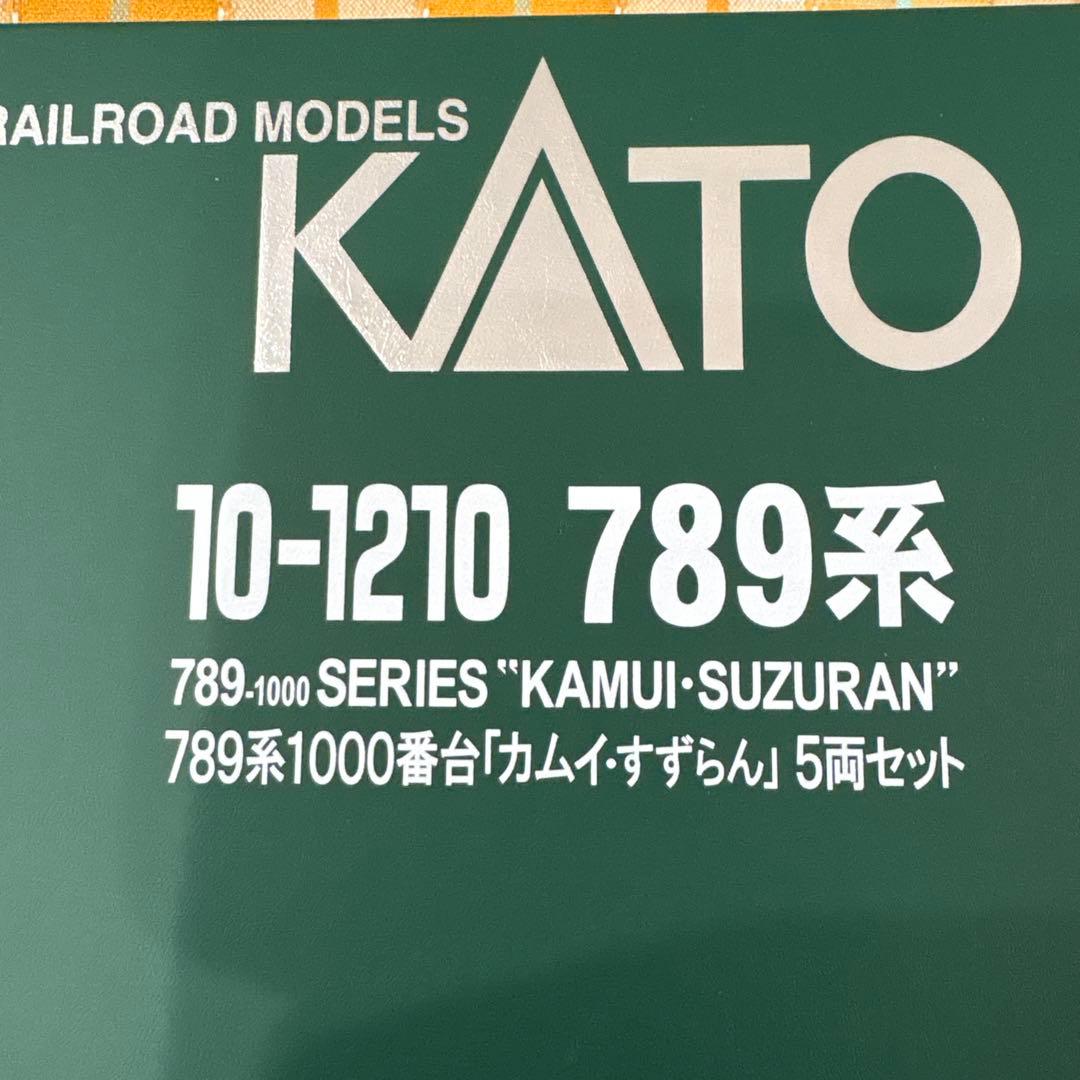 RAILROAD MODELS
KATO
10-1210 789系
789-1000 SERIES “KAMUI・SUZURAN”
789系1000番台「カムイ・すずらん」 5両セット